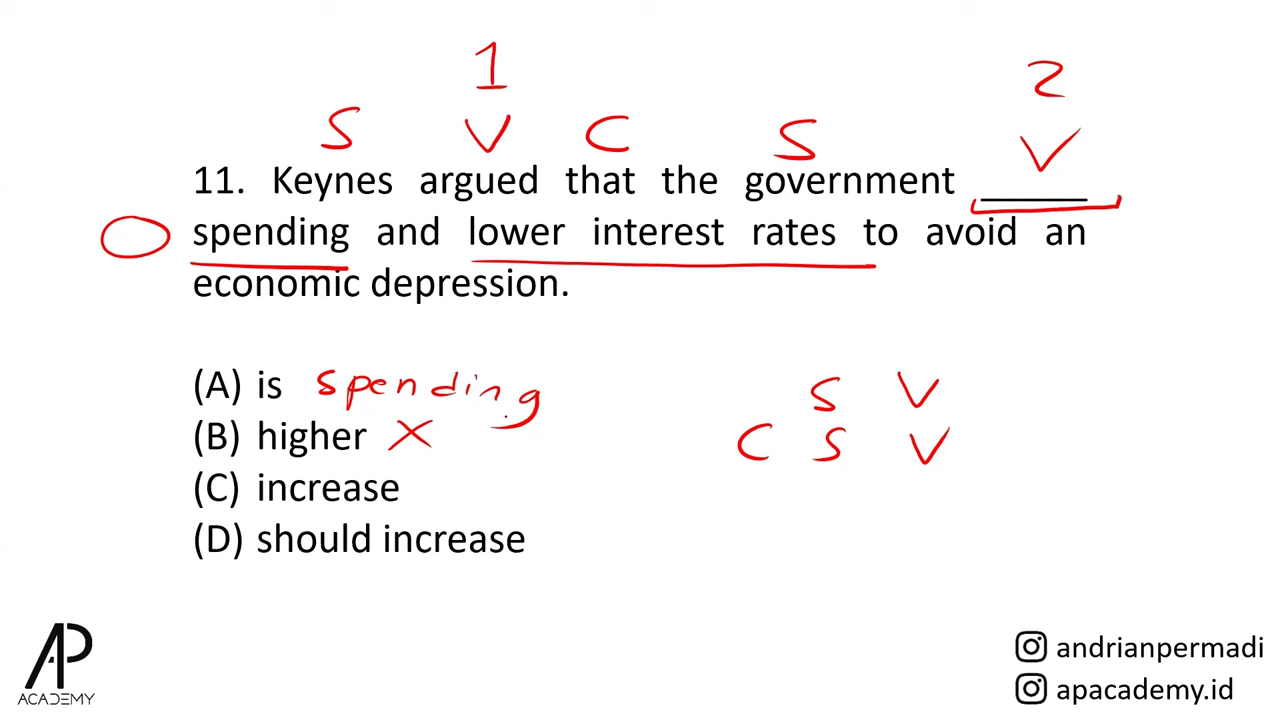 1 2
S V C S V
11. Keynes argued that the government ______
spending and lower interest rates to avoid an
economic depression.
(A) is spending S V
(B) higher X C S V
(C) increase
(D) should increase
AP
ACADEMY
andrianpermadi
apacademy.id